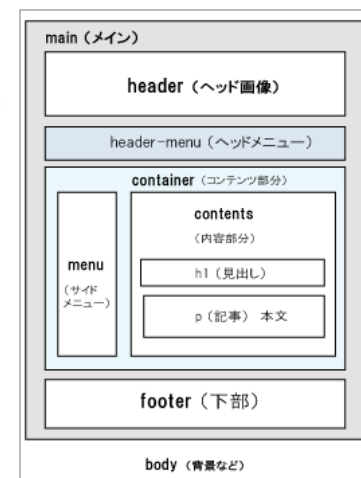 main (メイン)
header (ヘッド画像)
header-menu (ヘッドメニュー)
container (コンテンツ部分)
contents
(内容部分)
menu
(サイド
メニュー)
h1 (見出し)
p (記事) 本文
footer (下部)
body (背景など)